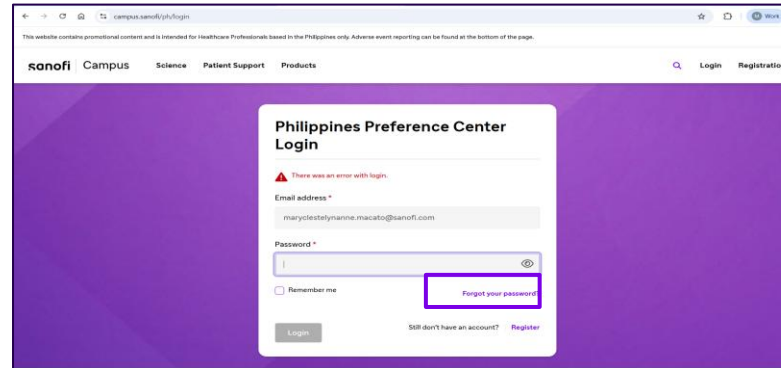 campus.sanofi/ph/login
Work
This website contains promotional content and is intended for Healthcare Professionals based in the Philippines only. Adverse event reporting can be found at the bottom of the page.
sanofi Campus Science Patient Support Products Login Registratio
Philippines Preference Center
Login
There was an error with login.
Email address *
maryclestelynanne.macato@sanofi.com
Password *
Remember me Forgot your password?
Login Still don't have an account? Register